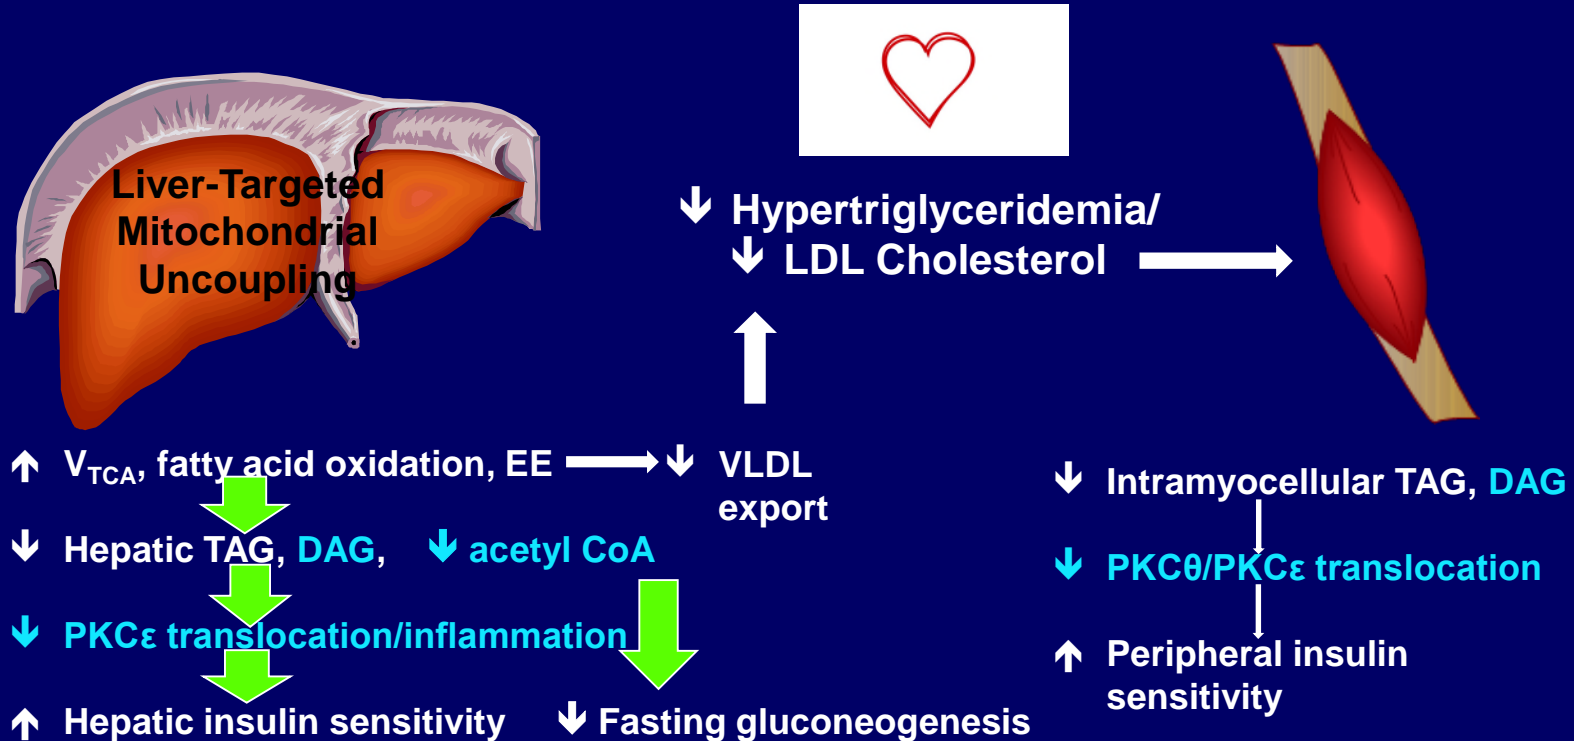 Liver-Targeted
Mitochondrial
Uncoupling
↓ Hypertriglyceridemia/
↓ LDL Cholesterol
↑ V_TCA, fatty acid oxidation, EE
↓ VLDL
export
↓ Hepatic TAG, DAG, ↓ acetyl CoA
↓ PKCε translocation/inflammation
↑ Hepatic insulin sensitivity ↓ Fasting gluconeogenesis
↓ Intramyocellular TAG, DAG
↓ PKCθ/PKCε translocation
↑ Peripheral insulin
sensitivity